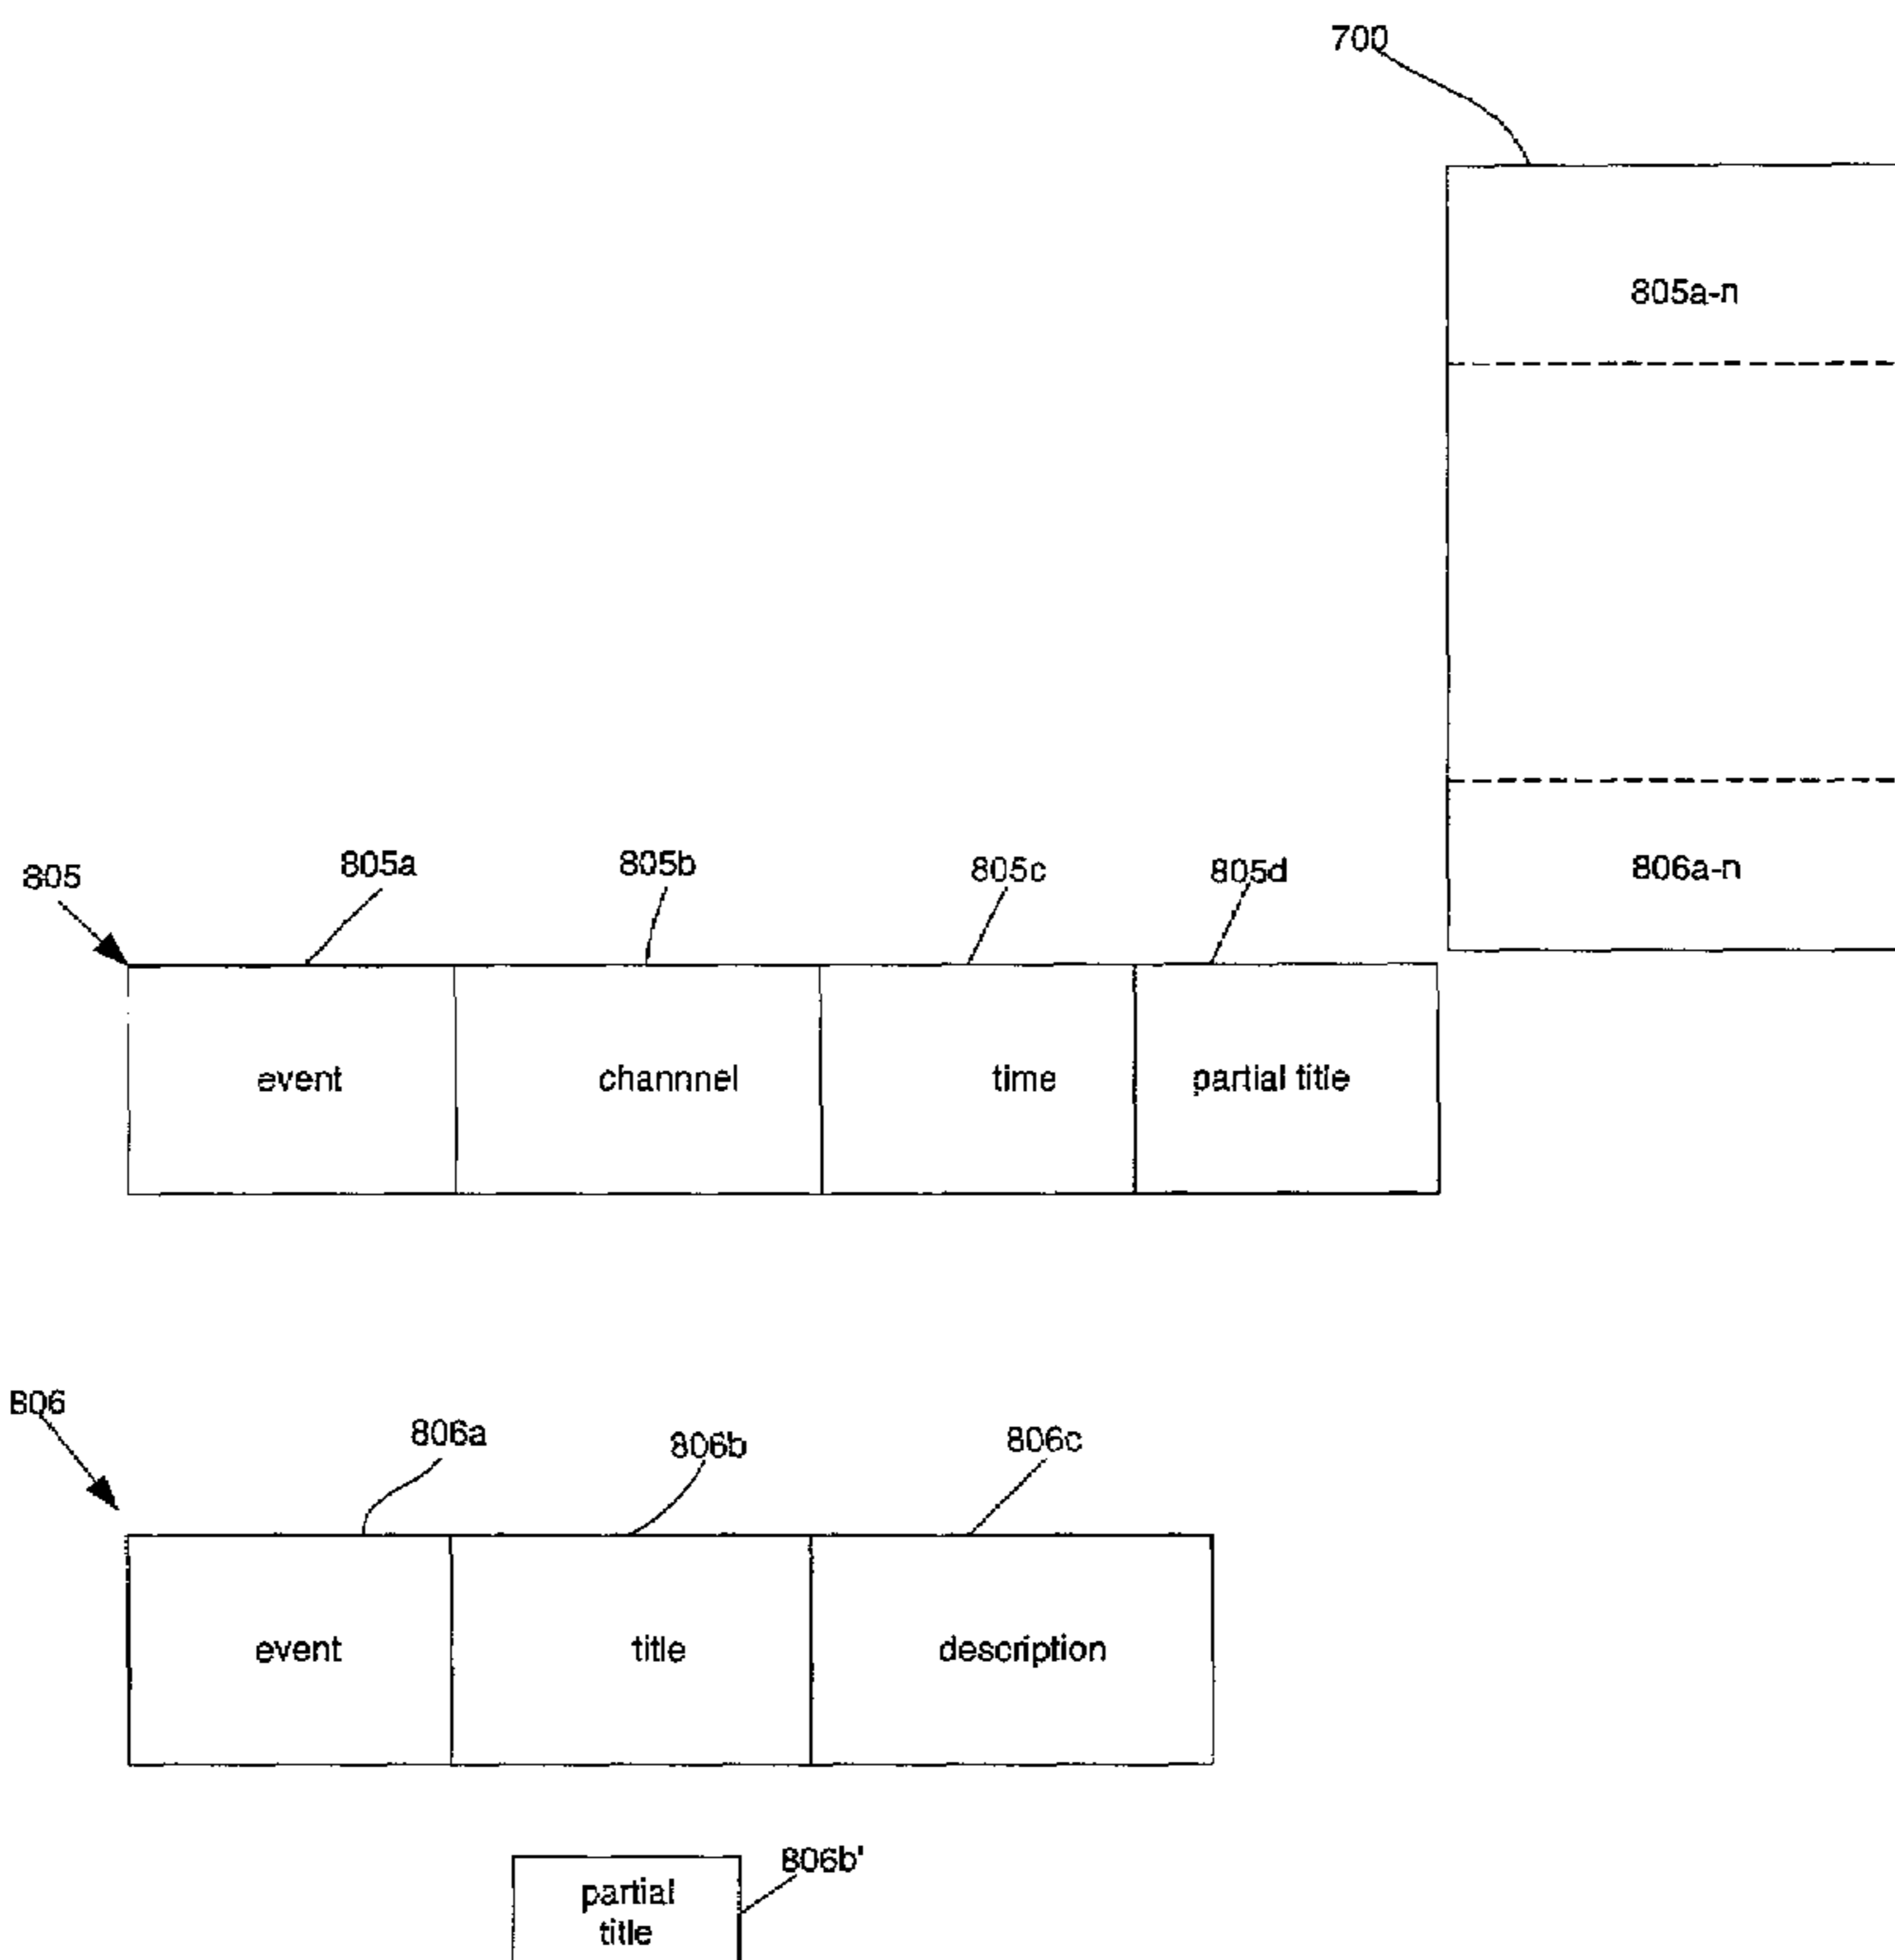 700
805a-n
806a-n
805
805a
805b
805c
805d
event
channnel
time
partial title
806
806a
806b
806c
event
title
description
806b'
partial
title